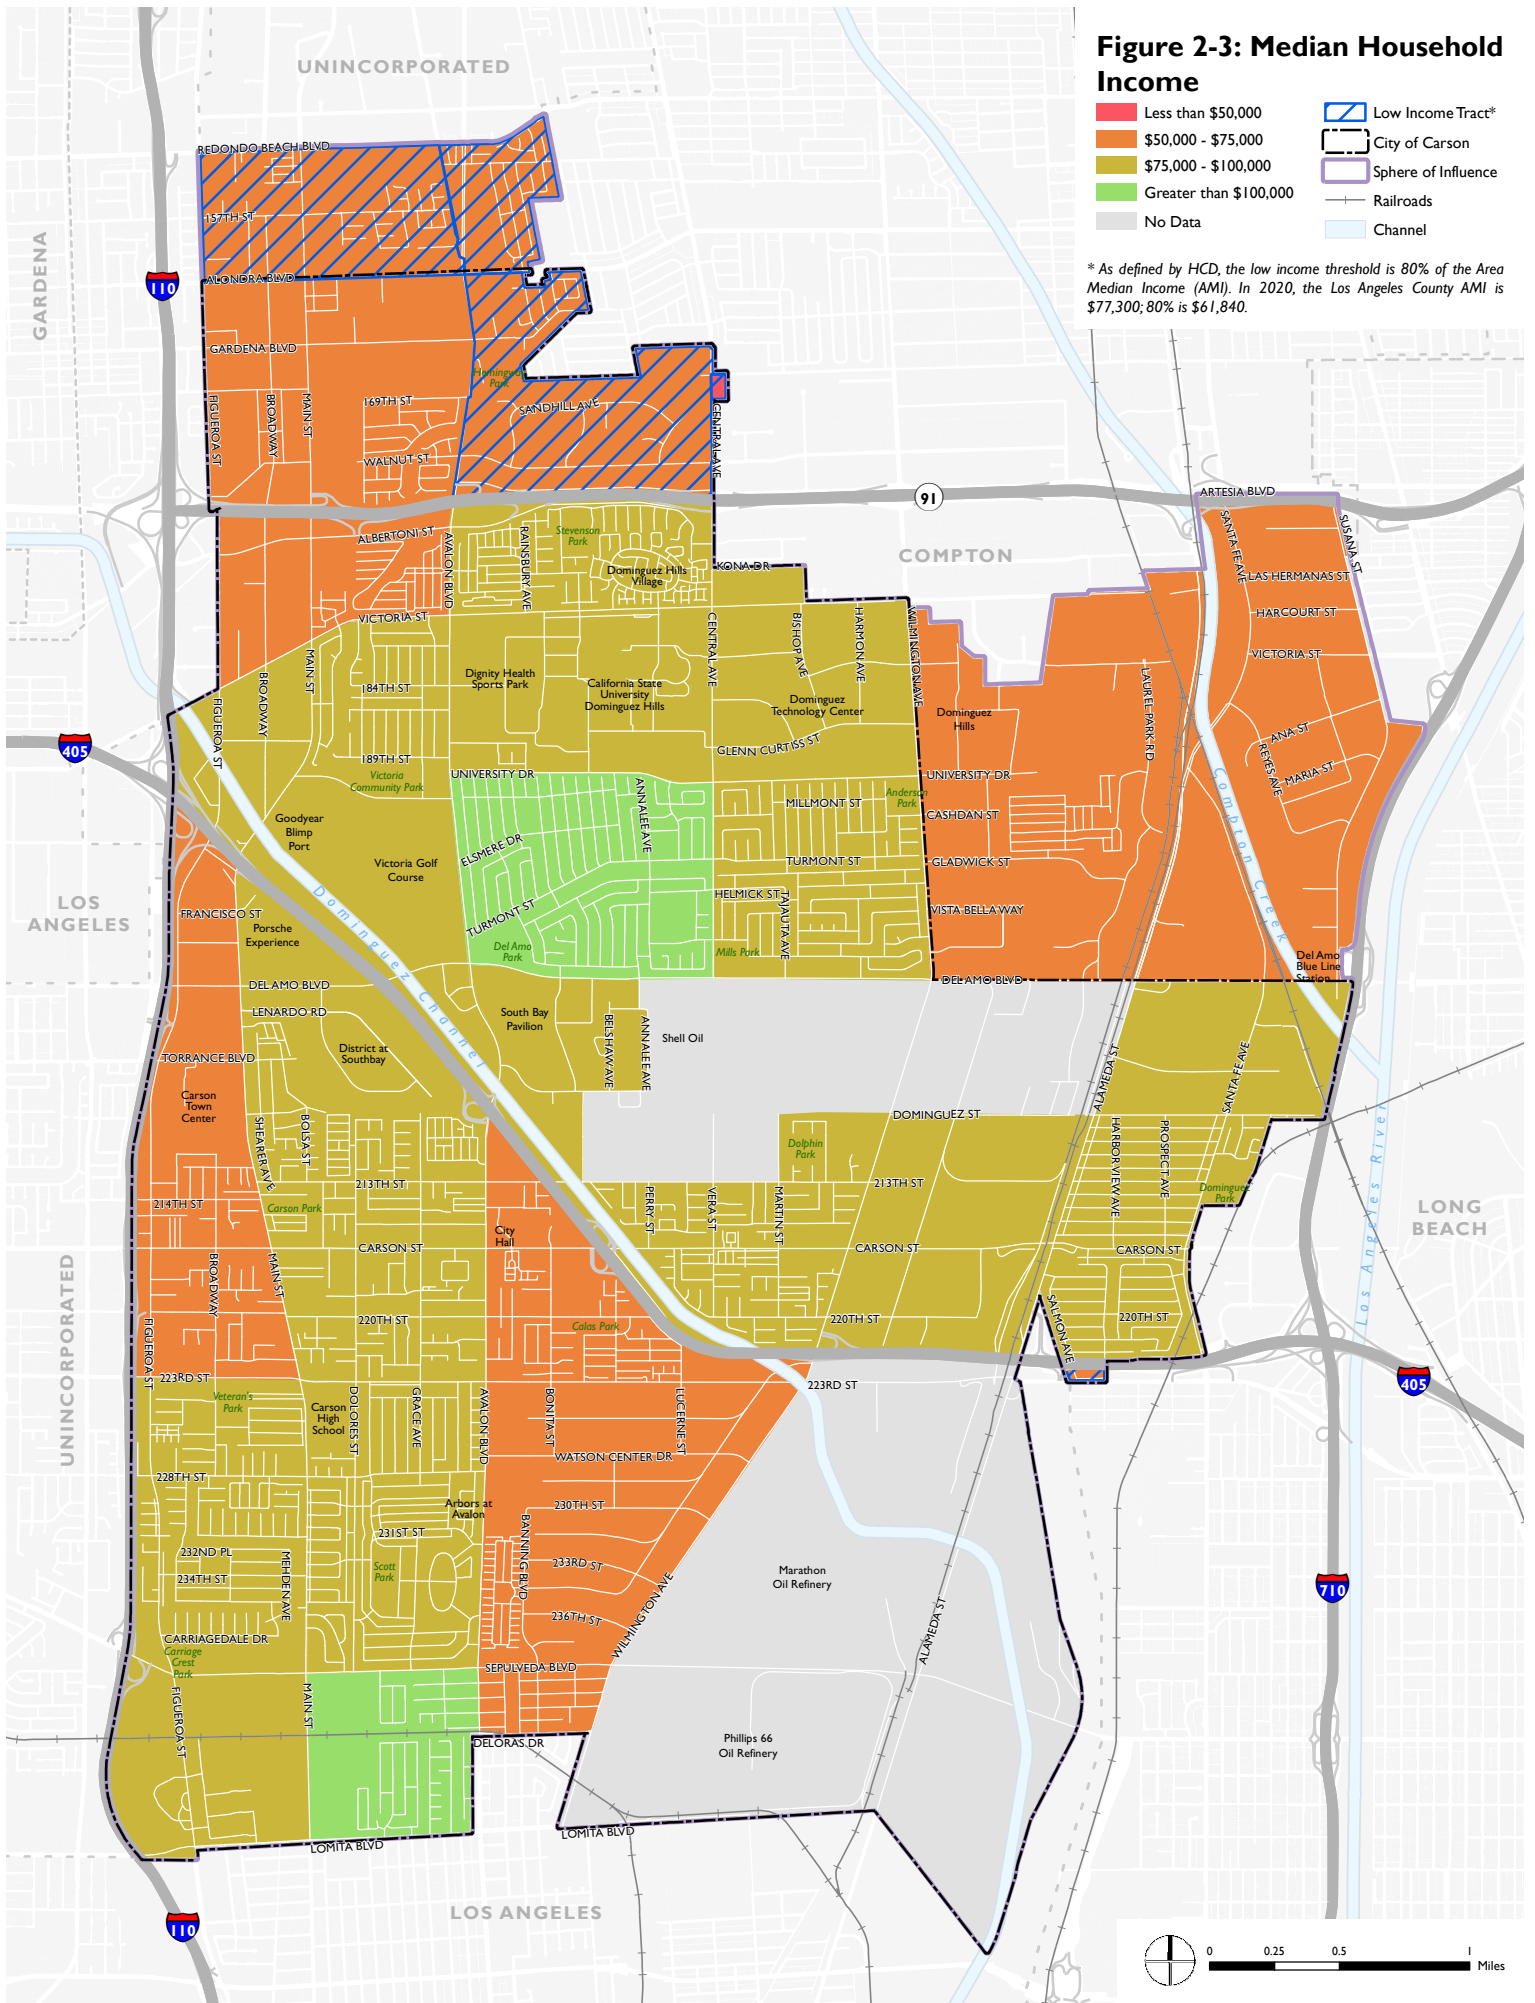 Figure 2-3: Median Household
Income
Less than $50,000
$50,000 - $75,000
$75,000 - $100,000
Greater than $100,000
No Data
Low Income Tract*
City of Carson
Sphere of Influence
Railroads
Channel
* As defined by HCD, the low income threshold is 80% of the Area
Median Income (AMI). In 2020, the Los Angeles County AMI is
$77,300; 80% is $61,840.
UNINCORPORATED
REDONDO BEACH BLVD
157TH ST
GARDENA
110
ALONDRA BLVD
GARDENA BLVD
Hemingway
Park
169TH ST
SANDHILL AVE
FIGUEROA ST
BROADWAY
MAIN ST
CENTRAL AVE
WALNUT ST
91
ARTESIA BLVD
SANTA FE AVE
SUSANA ST
ALBERTONI ST
AVALON BLVD
RAINSBURY AVE
Stevenson
Park
Dominguez Hills
Village
KONA DR
COMPTON
LAS HERMANAS ST
HARCOURT ST
VICTORIA ST
VICTORIA ST
MAIN ST
BROADWAY
FIGUEROA ST
184TH ST
Dignity Health
Sports Park
California State
University
Dominguez Hills
CENTRAL AVE
BISHOP AVE
HARMON AVE
WILMINGTON AVE
Dominguez
Technology Center
Dominguez
Hills
LAUREL PARK RD
ANA ST
REYES AVE
MARIA ST
405
189TH ST
GLENN CURTISS ST
Victoria
Community Park
UNIVERSITY DR
UNIVERSITY DR
ANNALEE AVE
MILLMONT ST
Anderson
Park
CASHDAN ST
Compton Creek
Goodyear
Blimp
Port
Victoria Golf
Course
ELSMERE DR
TURMONT ST
GLADWICK ST
LOS
ANGELES
FRANCISCO ST
Porsche
Experience
Dominguez Channel
TURMONT ST
HELMICK ST
TAJAUTA AVE
VISTA BELLA WAY
Del Amo
Park
Mills Park
Del Amo
Blue Line
Station
DEL AMO BLVD
DEL AMO BLVD
LENARDO RD
South Bay
Pavilion
BELSHAW AVE
ANNALEE AVE
Shell Oil
District at
Southbay
TORRANCE BLVD
ALAMEDA ST
SANTA FE AVE
Carson
Town
Center
SHEARER AVE
BOLSA ST
DOMINGUEZ ST
Dolphin
Park
HARBOR VIEW AVE
PROSPECT AVE
Los Angeles River
213TH ST
213TH ST
PERRY ST
VERA ST
MARTIN ST
Dominguez
Park
214TH ST
Carson Park
City
Hall
LONG
BEACH
CARSON ST
CARSON ST
CARSON ST
BROADWAY
MAIN ST
220TH ST
Calas Park
220TH ST
SALMON AVE
220TH ST
UNINCORPORATED
FIGUEROA ST
223RD ST
223RD ST
405
Veteran's
Park
Carson
High
School
DOLORES ST
GRACE AVE
AVALON BLVD
BONITA ST
LUCERNE ST
WATSON CENTER DR
228TH ST
Arbors at
Avalon
230TH ST
231ST ST
BANNING BLVD
232ND PL
234TH ST
MEHDEN AVE
Scott
Park
233RD ST
Marathon
Oil Refinery
710
236TH ST
WILMINGTON AVE
ALAMEDA ST
CARRIAGEDALE DR
Carriage
Crest
Park
SEPULVEDA BLVD
FIGUEROA ST
MAIN ST
DELORAS DR
Phillips 66
Oil Refinery
LOMITA BLVD
LOMITA BLVD
LOS ANGELES
110
0
0.25
0.5
1
Miles